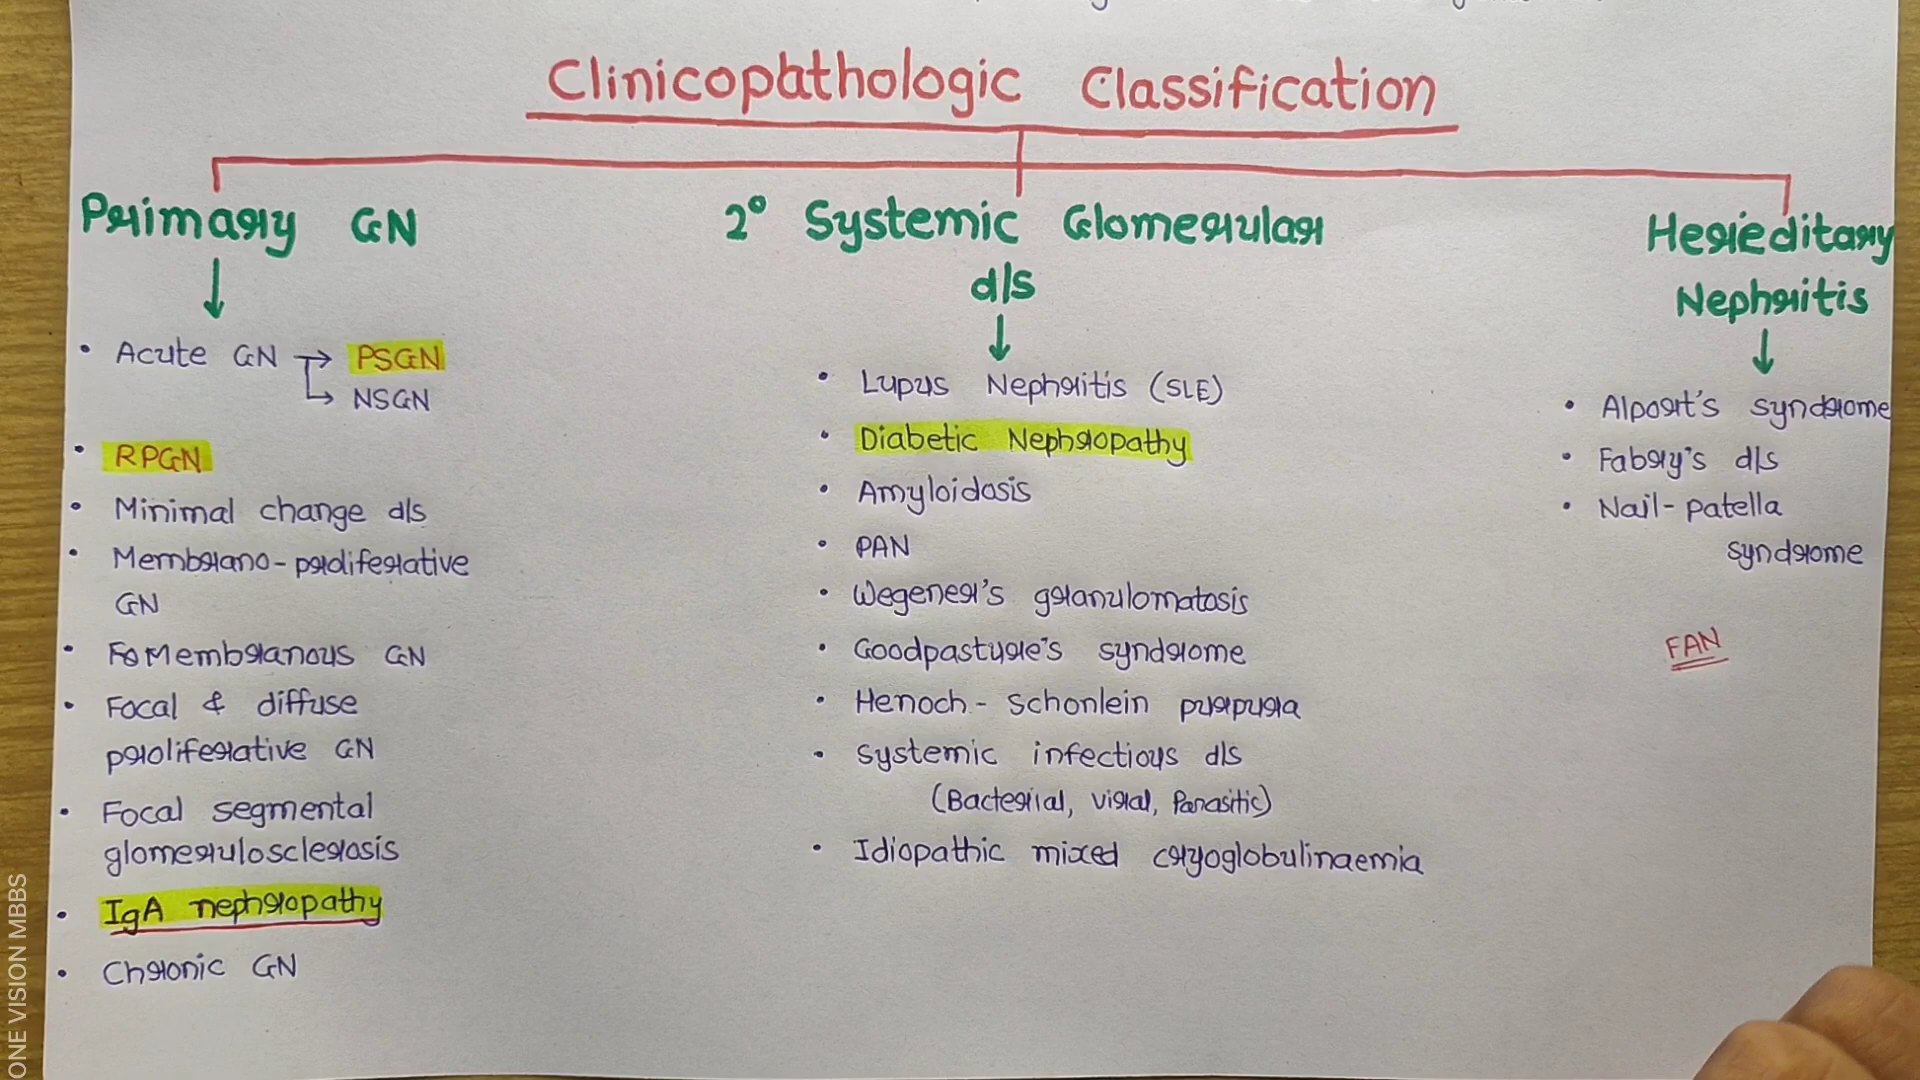 Clinicopathologic Classification
Primary GN
• Acute GN → PSGN
↳ NSGN
• RPGN
• Minimal change d/s
• Membrano-proliferative
GN
• Membranous GN
• Focal & diffuse
proliferative GN
• Focal segmental
glomerulosclerosis
• IgA nephropathy
• Chronic GN
2° Systemic Glomerular
d/s
• Lupus Nephritis (SLE)
• Diabetic Nephropathy
• Amyloidosis
• PAN
• Wegener's granulomatosis
• Goodpasture's syndrome
• Henoch-Schonlein purpura
• Systemic infectious d/s
(Bacterial, viral, Parasitic)
• Idiopathic mixed cryoglobulinaemia
Herieditary
Nephritis
• Alport's syndrome
• Fabry's d/s
• Nail-patella
syndrome
FAN
ONE VISION MBBS